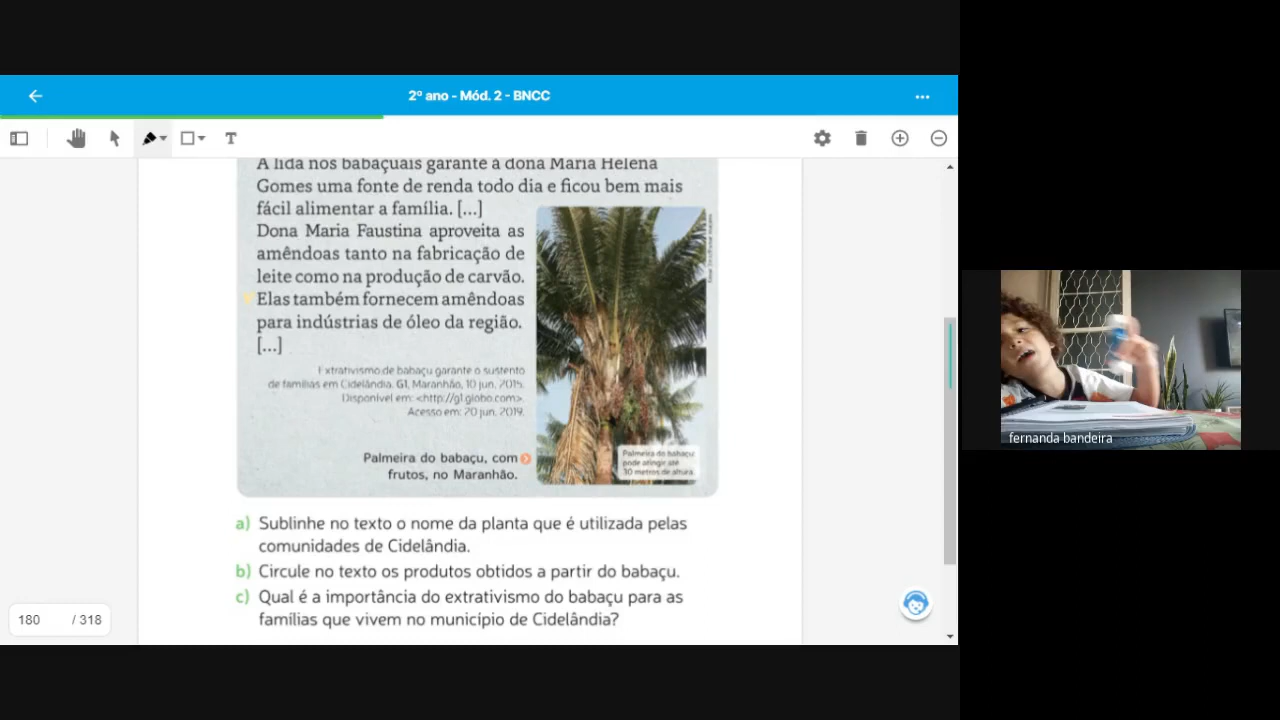 2º ano - Mód. 2 - BNCC
T
A lida nos babaçuais garante a dona Maria Helena
Gomes uma fonte de renda todo dia e ficou bem mais
fácil alimentar a família. [...]
Dona Maria Faustina aproveita as
amêndoas tanto na fabricação de
leite como na produção de carvão.
Elas também fornecem amêndoas
para indústrias de óleo da região.
[...]
Extrativismo de babaçu garante o sustento
de famílias em Cidelândia. G1, Maranhão, 10 jun. 2015.
Disponível em: <http://g1.globo.com>.
Acesso em: 20 jun. 2019.
Palmeira do babaçu, com
frutos, no Maranhão.
Palmeira do babaçu:
pode atingir até
30 metros de altura.
a) Sublinhe no texto o nome da planta que é utilizada pelas
comunidades de Cidelândia.
b) Circule no texto os produtos obtidos a partir do babaçu.
c) Qual é a importância do extrativismo do babaçu para as
famílias que vivem no município de Cidelândia?
180 / 318
fernanda bandeira